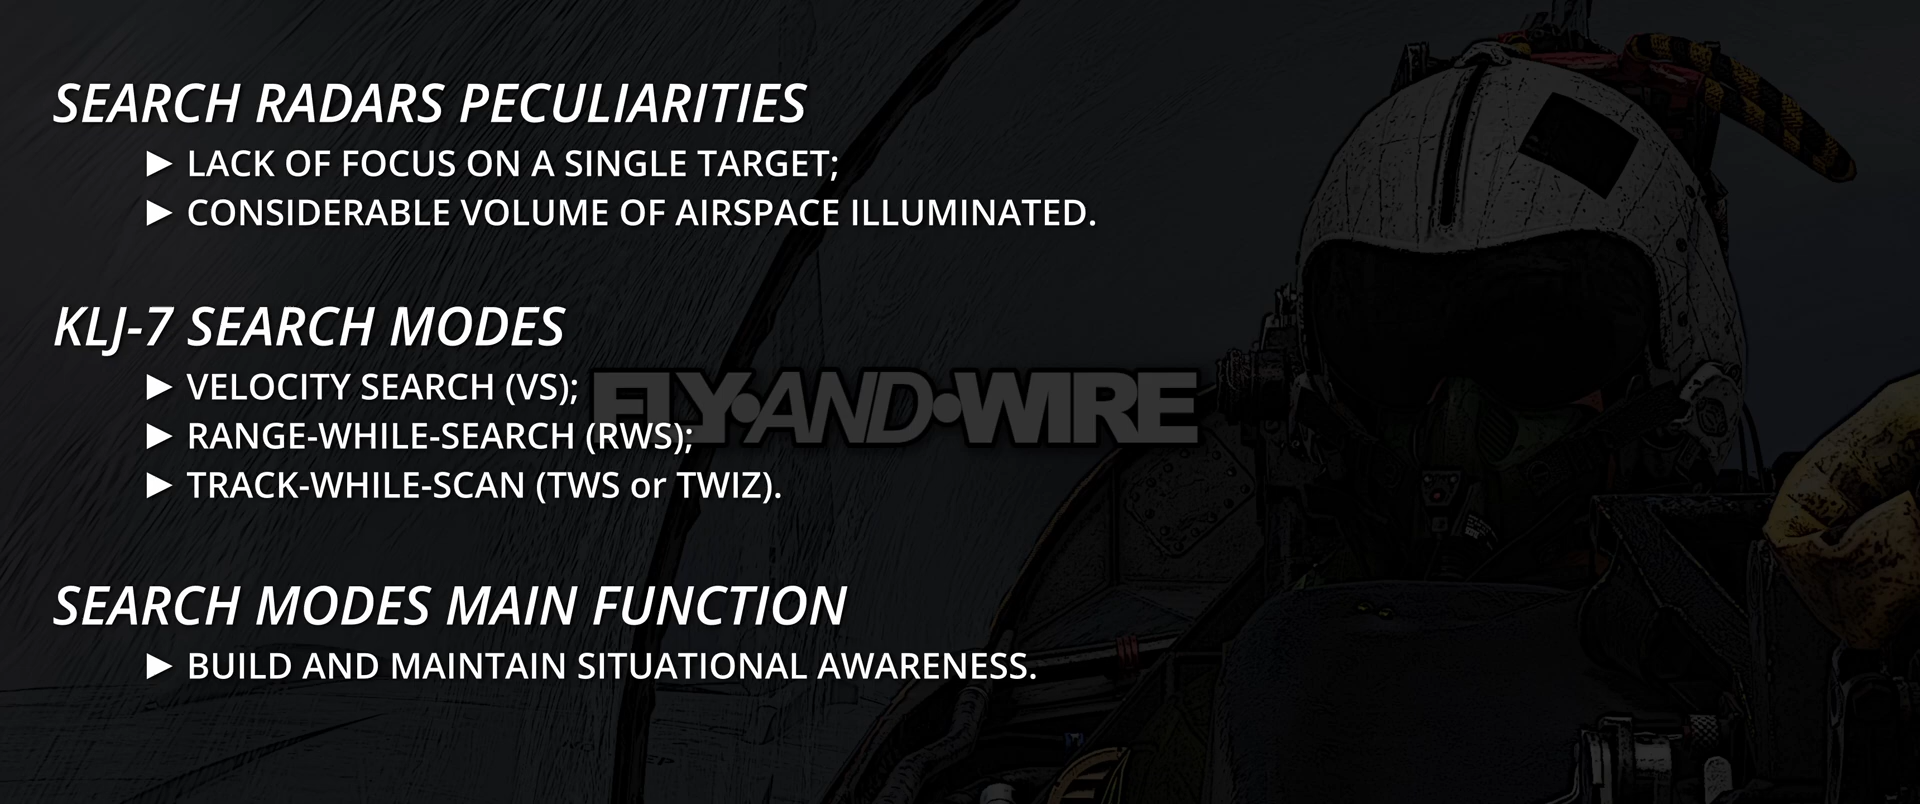 SEARCH RADARS PECULIARITIES
► LACK OF FOCUS ON A SINGLE TARGET;
► CONSIDERABLE VOLUME OF AIRSPACE ILLUMINATED.
KLJ-7 SEARCH MODES
► VELOCITY SEARCH (VS);
► RANGE-WHILE-SEARCH (RWS);
► TRACK-WHILE-SCAN (TWS or TWIZ).
FLY•AND•WIRE
SEARCH MODES MAIN FUNCTION
► BUILD AND MAINTAIN SITUATIONAL AWARENESS.